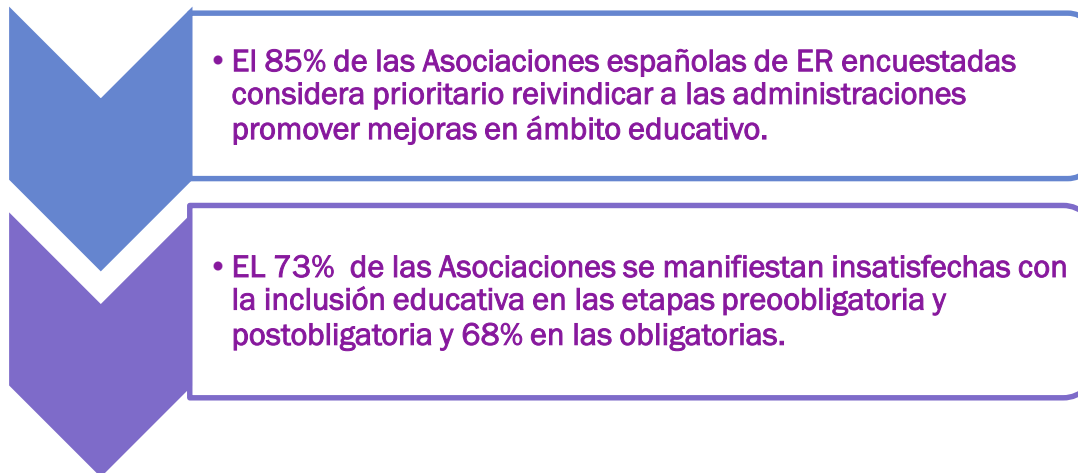 • El 85% de las Asociaciones españolas de ER encuestadas
considera prioritario reivindicar a las administraciones
promover mejoras en ámbito educativo.
• EL 73% de las Asociaciones se manifiestan insatisfechas con
la inclusión educativa en las etapas preoobligatoria y
postobligatoria y 68% en las obligatorias.